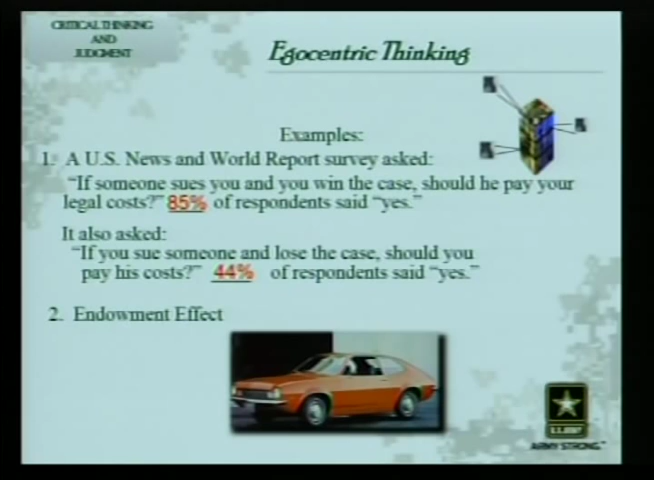 CRITICAL THINKING
AND
JUDGMENT
Egocentric Thinking
Examples:
1. A U.S. News and World Report survey asked:
"If someone sues you and you win the case, should he pay your
legal costs?" 85% of respondents said "yes."
It also asked:
"If you sue someone and lose the case, should you
pay his costs?" 44% of respondents said "yes."
2. Endowment Effect
U.S. ARMY
ARMY STRONG.™